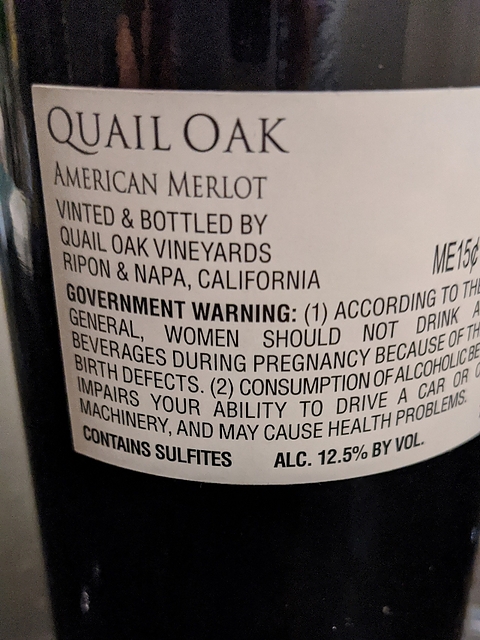 QUAIL OAK
AMERICAN MERLOT
VINTED & BOTTLED BY
QUAIL OAK VINEYARDS
RIPON & NAPA, CALIFORNIA
ME15¢
GOVERNMENT WARNING: (1) ACCORDING TO THE
GENERAL, WOMEN SHOULD NOT DRINK A
BEVERAGES DURING PREGNANCY BECAUSE OF TH
BIRTH DEFECTS. (2) CONSUMPTION OF ALCOHOLIC BE
IMPAIRS YOUR ABILITY TO DRIVE A CAR OR O
MACHINERY, AND MAY CAUSE HEALTH PROBLEMS.
CONTAINS SULFITES ALC. 12.5% BY VOL.